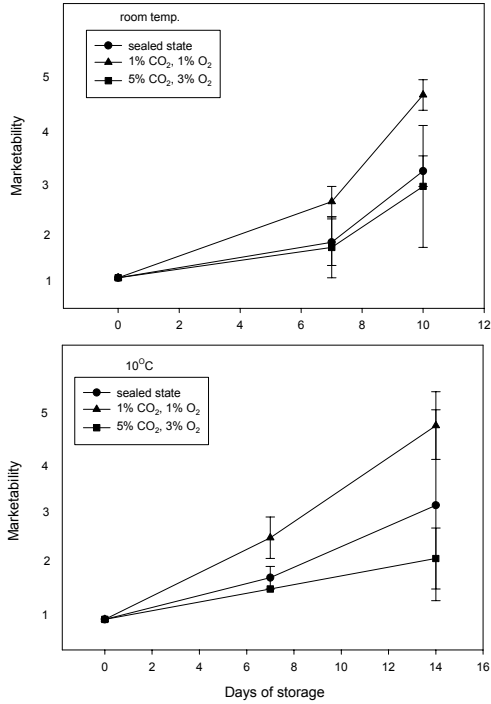 room temp.
sealed state
1% CO₂, 1% O₂
5% CO₂, 3% O₂
5
4
3
2
1
Marketability
0 2 4 6 8 10 12
10°C
sealed state
1% CO₂, 1% O₂
5% CO₂, 3% O₂
5
4
3
2
1
Marketability
0 2 4 6 8 10 12 14 16
Days of storage